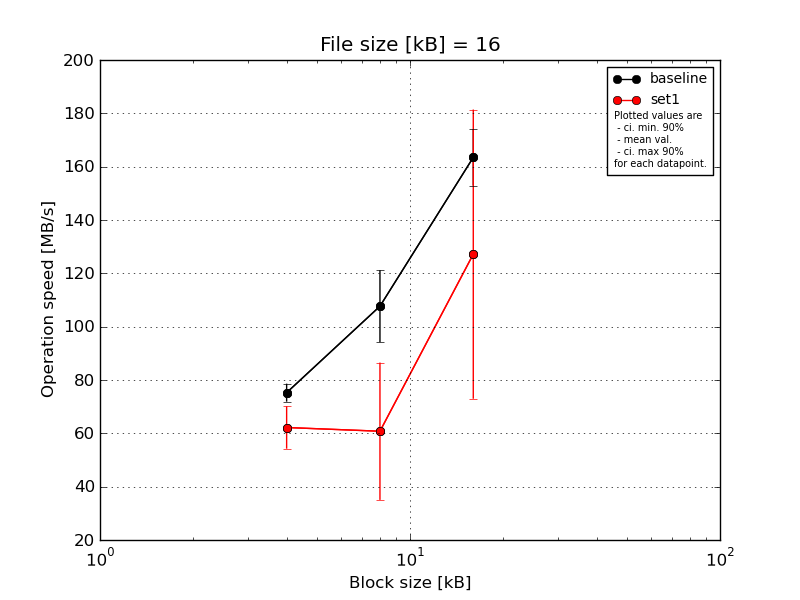 File size [kB] = 16
200
180
160
140
120
100
80
60
40
20
Operation speed [MB/s]
baseline
set1
Plotted values are
- ci. min. 90%
- mean val.
- ci. max 90%
for each datapoint.
10^0
10^1
10^2
Block size [kB]